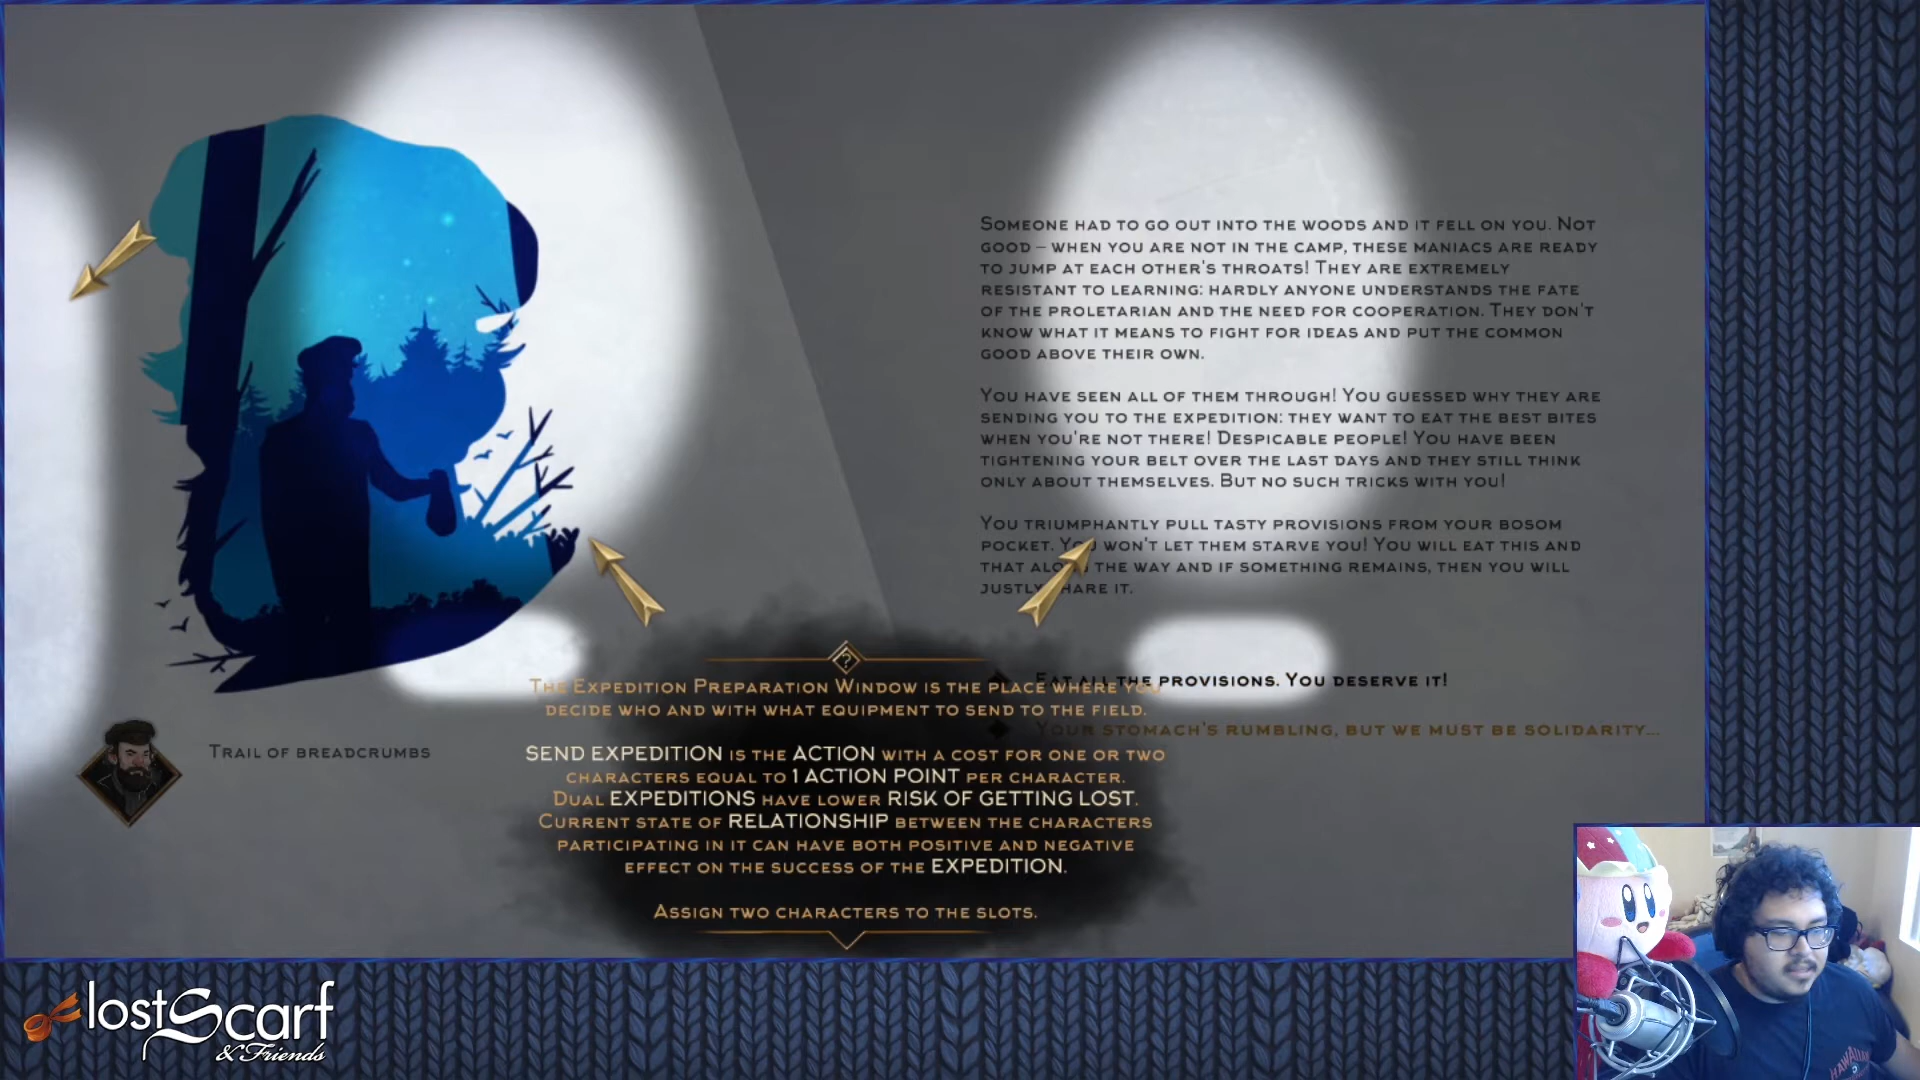 Someone had to go out into the woods and it fell on you. Not
good – when you are not in the camp, these maniacs are ready
to jump at each other's throats! They are extremely
resistant to learning: hardly anyone understands the fate
of the proletarian and the need for cooperation. They don't
know what it means to fight for ideas and put the common
good above their own.
You have seen all of them through! You guessed why they are
sending you to the expedition: they want to eat the best bites
when you're not there! Despicable people! You have been
tightening your belt over the last days and they still think
only about themselves. But no such tricks with you!
You triumphantly pull tasty provisions from your bosom
pocket. You won't let them starve you! You will eat this and
that along the way and if something remains, then you will
justly share it.
Eat all the provisions. You deserve it!
Your stomach's rumbling, but we must be solidarity...
Trail of breadcrumbs
?
The Expedition Preparation Window is the place where you
decide who and with what equipment to send to the field.
SEND EXPEDITION is the ACTION with a cost for one or two
characters equal to 1 ACTION POINT per character.
Dual EXPEDITIONS have lower RISK OF GETTING LOST.
Current state of RELATIONSHIP between the characters
participating in it can have both positive and negative
effect on the success of the EXPEDITION.
Assign two characters to the slots.
lostScarf
& Friends